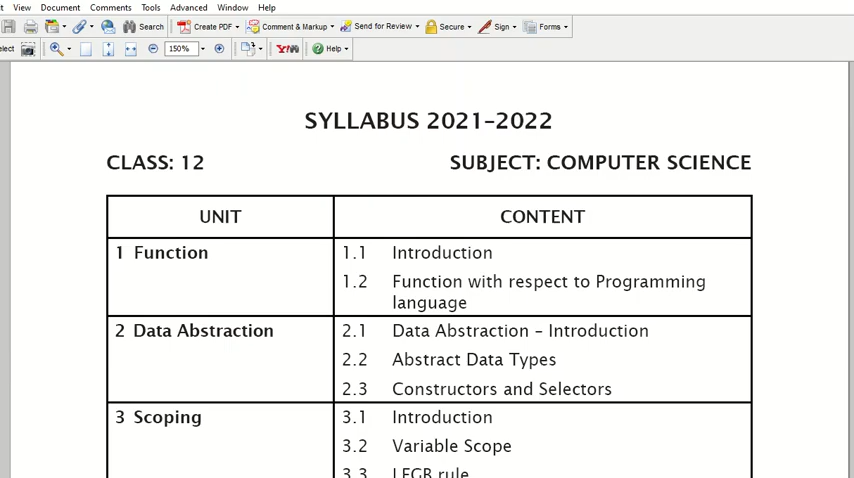 View Document Comments Tools Advanced Window Help
Search Create PDF Comment & Markup Send for Review Secure Sign Forms
150% Y! Help
SYLLABUS 2021–2022
CLASS: 12 SUBJECT: COMPUTER SCIENCE
UNIT CONTENT
1 Function 1.1 Introduction
1.2 Function with respect to Programming
language
2 Data Abstraction 2.1 Data Abstraction – Introduction
2.2 Abstract Data Types
2.3 Constructors and Selectors
3 Scoping 3.1 Introduction
3.2 Variable Scope
3.3 LEGB rule